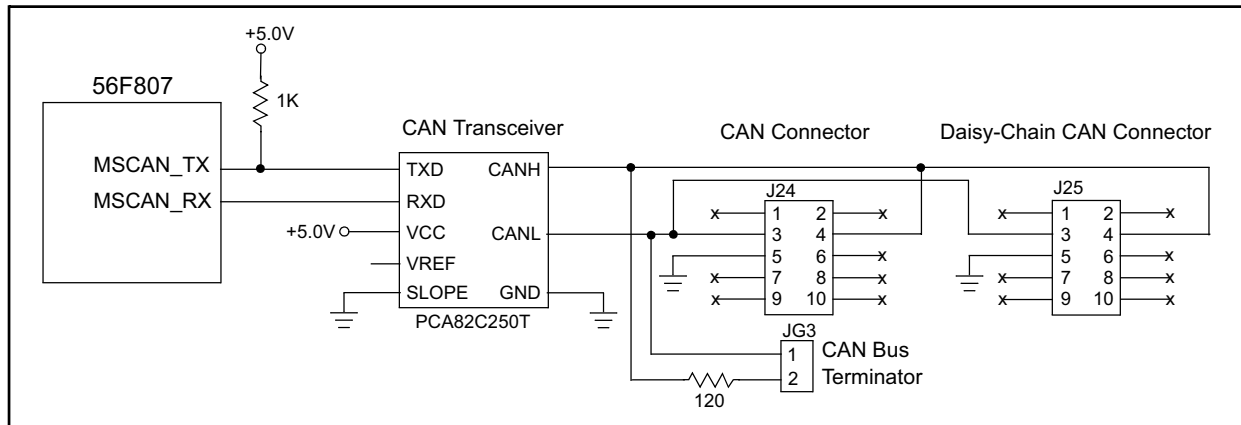 +5.0V
56F807
1K
MSCAN_TX
MSCAN_RX
CAN Transceiver
TXD CANH
RXD
+5.0V VCC CANL
VREF
SLOPE GND
PCA82C250T
CAN Connector
J24
1 2
3 4
5 6
7 8
9 10
x x
x
x x
x x
Daisy-Chain CAN Connector
J25
1 2
3 4
5 6
7 8
9 10
x x
x
x x
x x
JG3
1
2
CAN Bus
Terminator
120